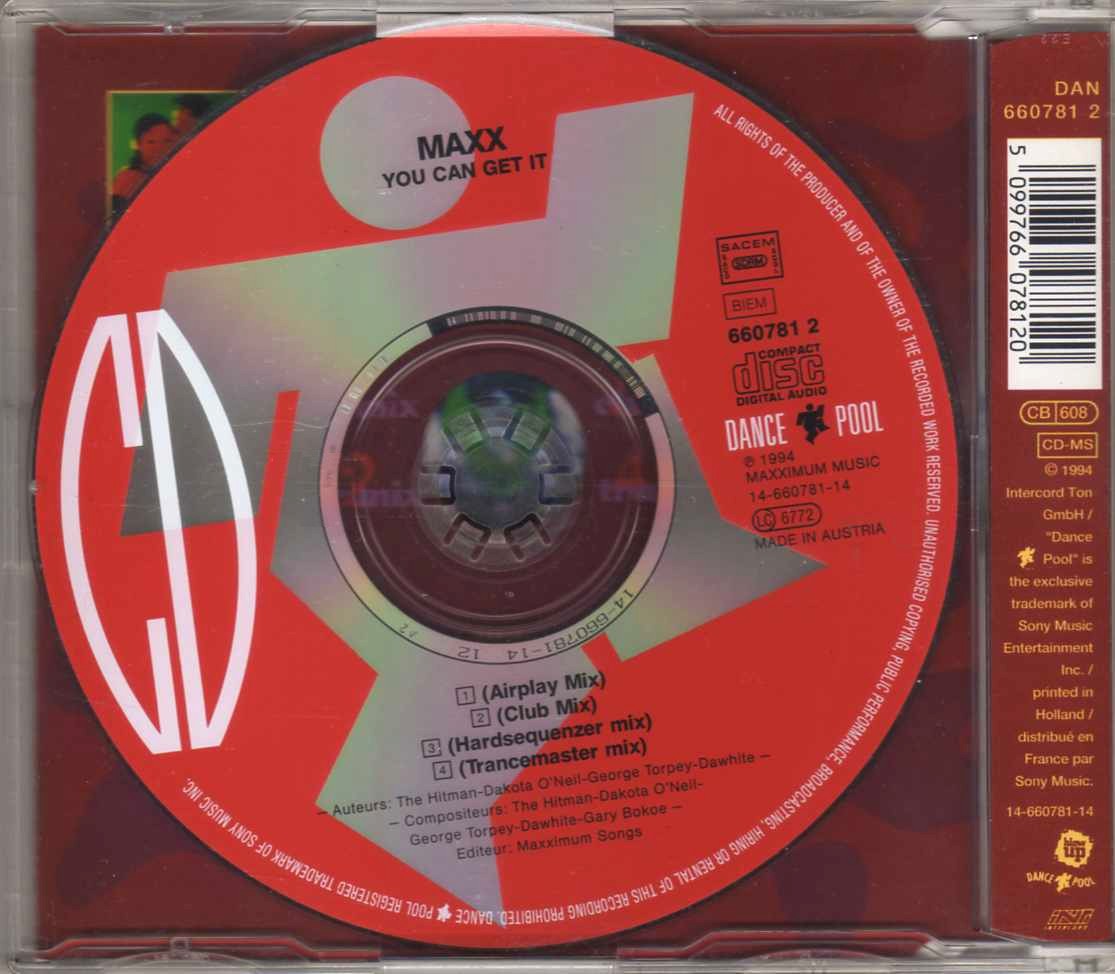 MAXX
YOU CAN GET IT
CD
SACEM
SDRM
BIEM
660781 2
COMPACT
disc
DIGITAL AUDIO
DANCE POOL
℗ 1994
MAXXIMUM MUSIC
14-660781-14
LC 6772
MADE IN AUSTRIA
ALL RIGHTS OF THE PRODUCER AND OF THE OWNER OF THE RECORDED WORK RESERVED. UNAUTHORISED COPYING, PUBLIC PERFORMANCE, BROADCASTING, HIRING OR RENTAL OF THIS RECORDING PROHIBITED. DANCE POOL REGISTERED TRADEMARK OF SONY MUSIC INC.
14-660781-14 12
1 (Airplay Mix)
2 (Club Mix)
3 (Hardsequenzer mix)
4 (Trancemaster mix)
– Auteurs: The Hitman-Dakota O'Neil-George Torpey-Dawhite –
– Compositeurs: The Hitman-Dakota O'Neil-
George Torpey-Dawhite-Gary Bokoe –
Editeur: Maxximum Songs
DAN
660781 2
5 099766 078120
CB 608
CD-MS
© 1994
Intercord Ton
GmbH /
"Dance
Pool" is
the exclusive
trademark of
Sony Music
Entertainment
Inc. /
printed in
Holland /
distribué en
France par
Sony Music.
14-660781-14
up
DANCE POOL
INTERCORD